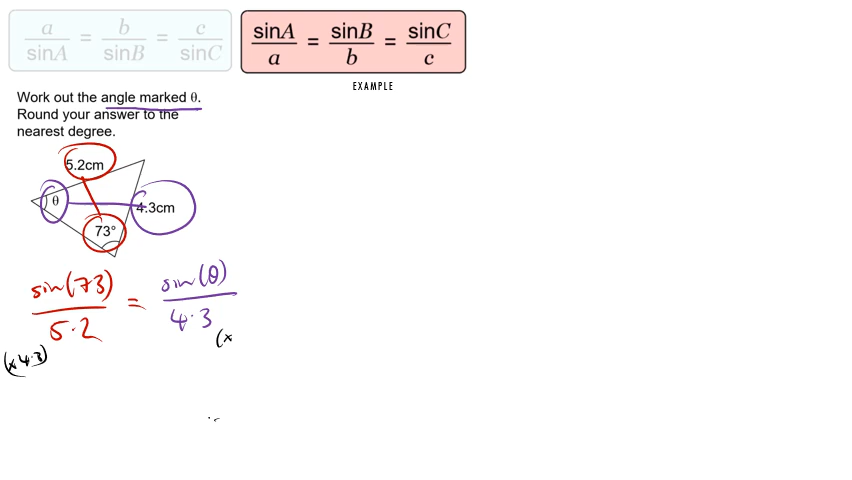 a/sinA = b/sinB = c/sinC
sinA/a = sinB/b = sinC/c
EXAMPLE
Work out the angle marked θ.
Round your answer to the
nearest degree.
5.2cm
θ
4.3cm
73°
sin(73)/5.2 = sin(θ)/4.3
(x
(x4.3)